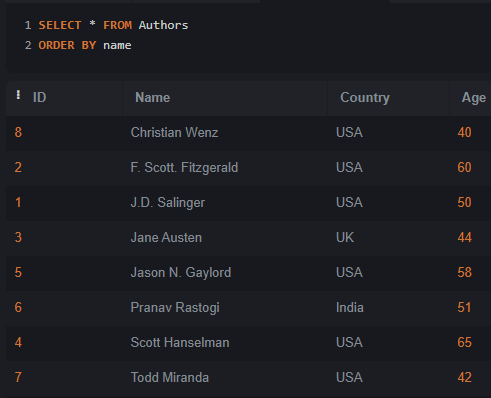 1 SELECT * FROM Authors
2 ORDER BY name
ID Name Country Age
8 Christian Wenz USA 40
2 F. Scott. Fitzgerald USA 60
1 J.D. Salinger USA 50
3 Jane Austen UK 44
5 Jason N. Gaylord USA 58
6 Pranav Rastogi India 51
4 Scott Hanselman USA 65
7 Todd Miranda USA 42